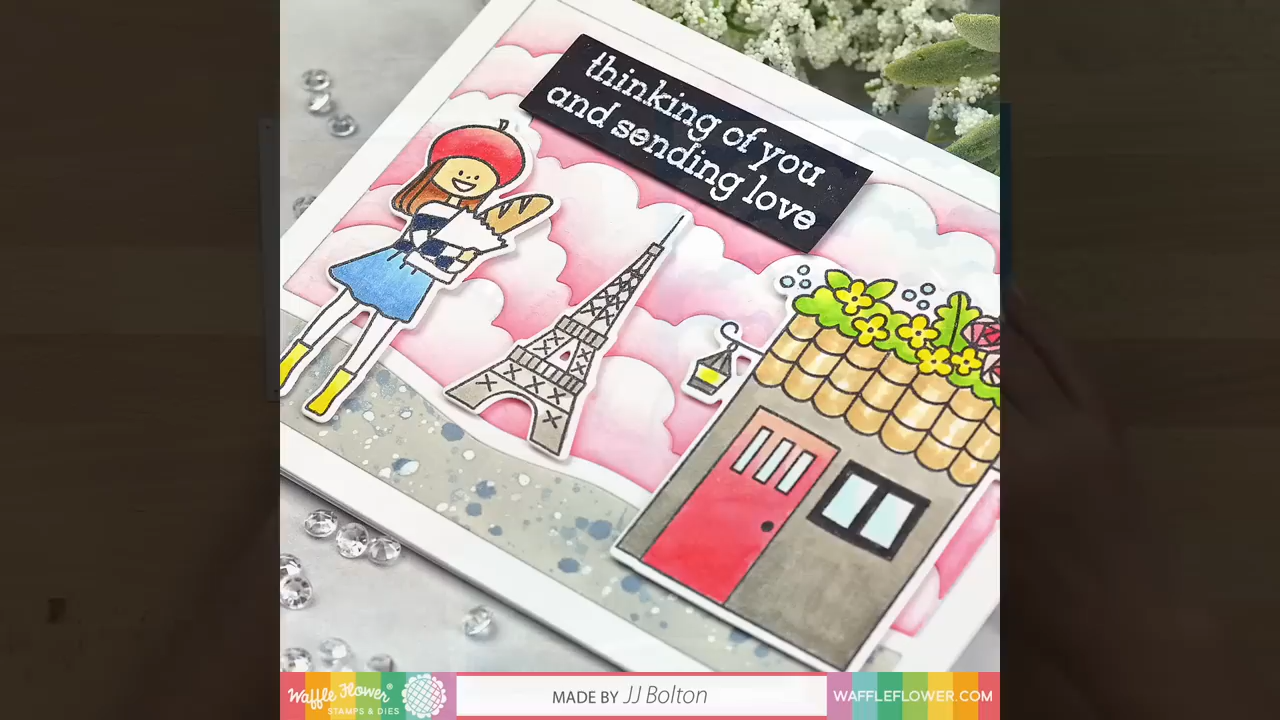 thinking of you
and sending love
Waffle Flower®
STAMPS & DIES
MADE BY JJ Bolton
WAFFLEFLOWER.COM